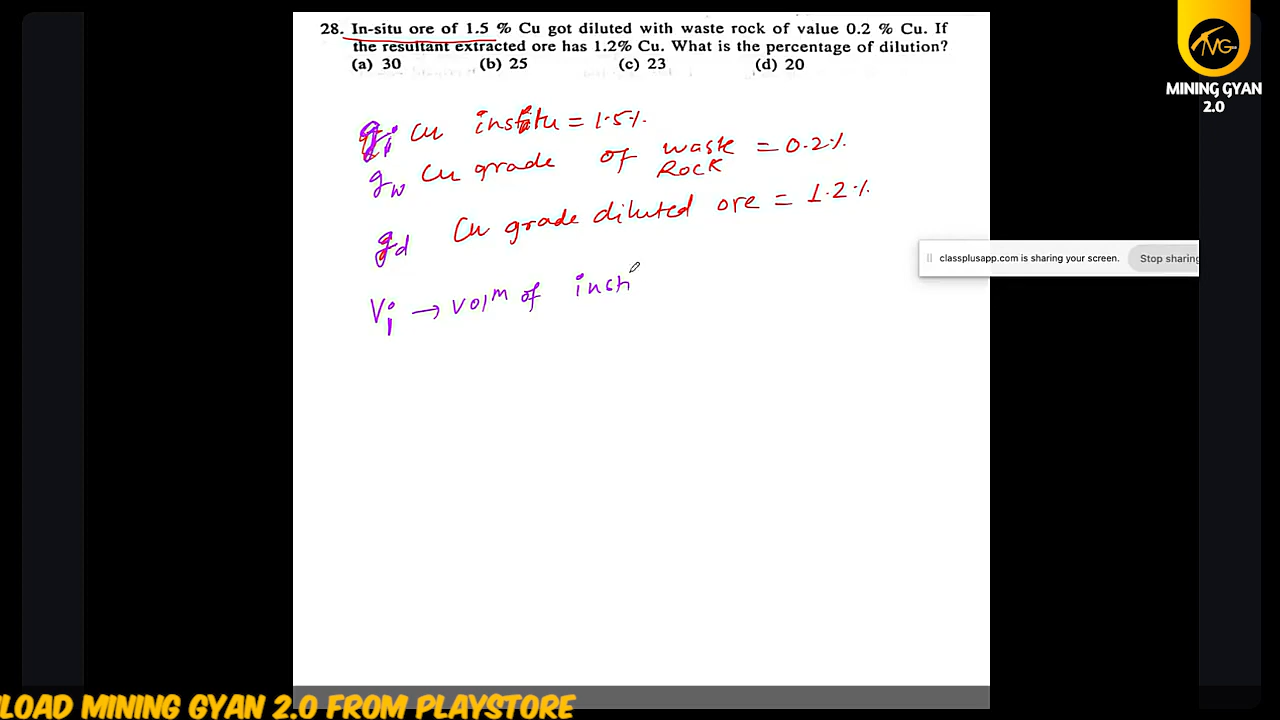 28. In-situ ore of 1.5 % Cu got diluted with waste rock of value 0.2 % Cu. If
the resultant extracted ore has 1.2% Cu. What is the percentage of dilution?
(a) 30 (b) 25 (c) 23 (d) 20
TMG
MINING GYAN
2.0
gi Cu insitu = 1.5%
gw Cu grade of waste Rock = 0.2%
gd Cu grade diluted ore = 1.2%
classplusapp.com is sharing your screen. Stop sharing
Vi → volm of insti
LOAD MINING GYAN 2.0 FROM PLAYSTORE